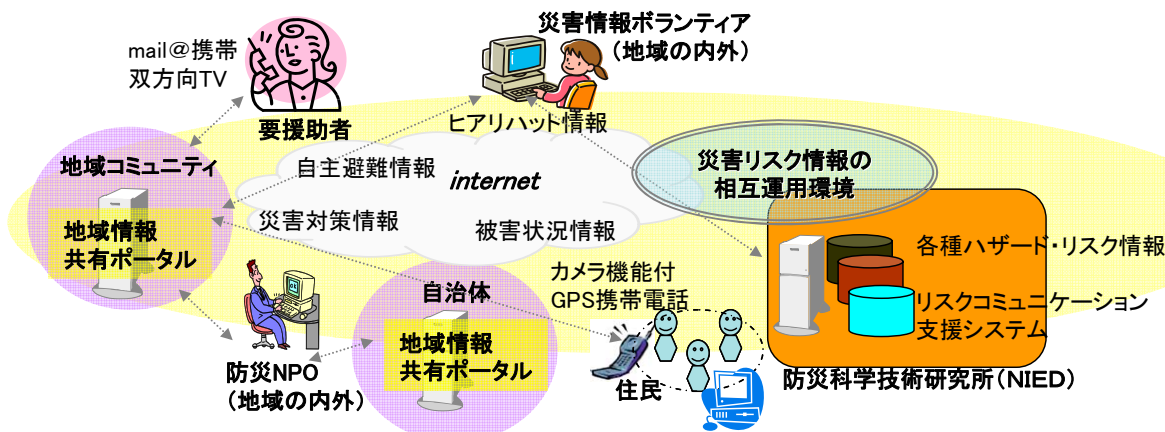 災害情報ボランティア
（地域の内外）
mail＠携帯
双方向TV
要援助者
ヒアリハット情報
地域コミュニティ
自主避難情報
internet
災害リスク情報の
相互運用環境
災害対策情報
被害状況情報
地域情報
共有ポータル
各種ハザード・リスク情報
カメラ機能付
GPS携帯電話
自治体
リスクコミュニケーション
支援システム
地域情報
共有ポータル
防災NPO
（地域の内外）
住民
防災科学技術研究所（NIED）